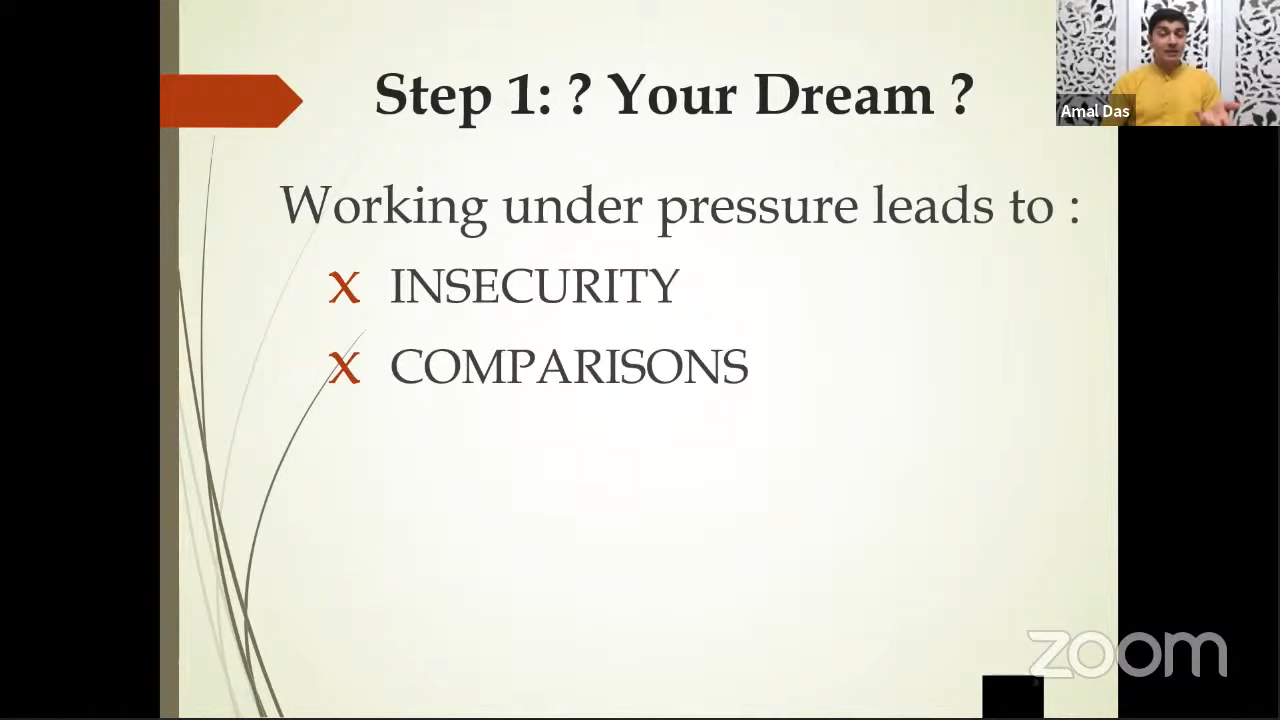 Step 1: ? Your Dream ?
Amal Das
Working under pressure leads to :
X INSECURITY
X COMPARISONS
zoom